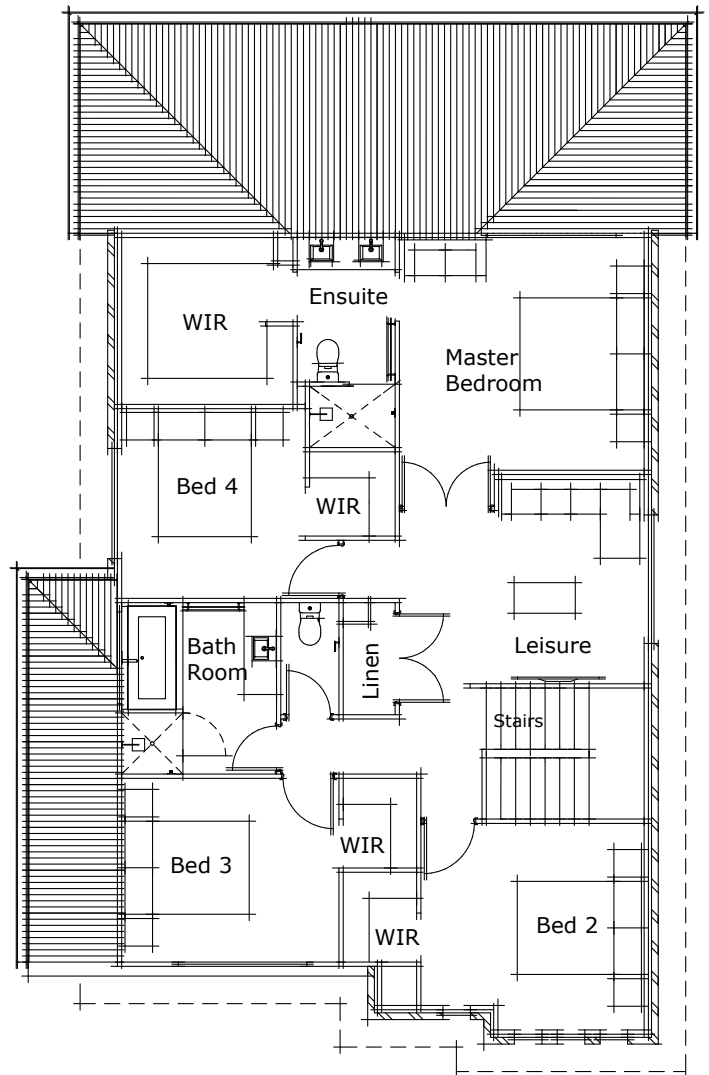 Ensuite
WIR
Master
Bedroom
Bed 4
WIR
Bath
Room
Linen
Leisure
Stairs
WIR
Bed 3
Bed 2
WIR